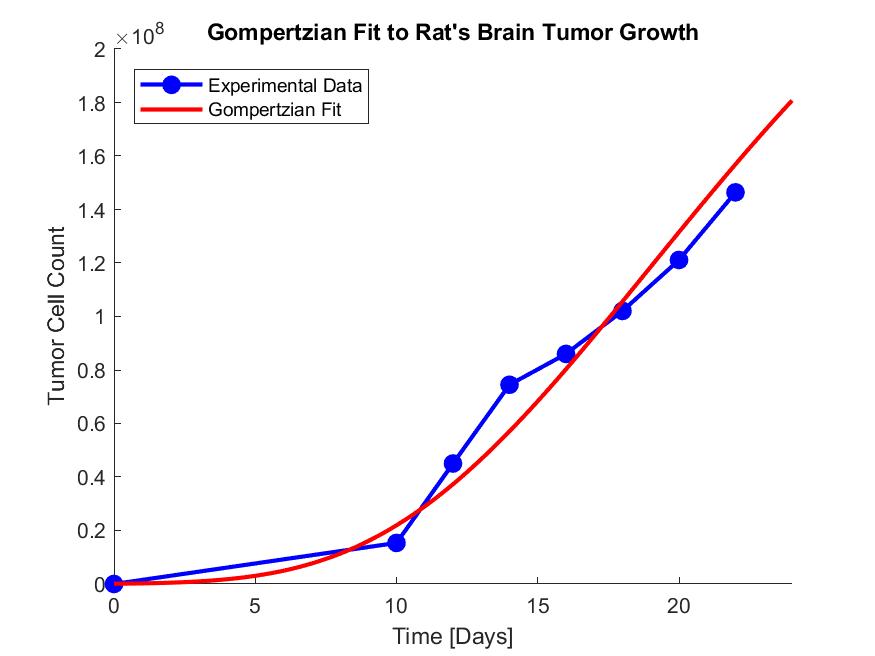 Gompertzian Fit to Rat's Brain Tumor Growth
×10⁸
Experimental Data
Gompertzian Fit
Tumor Cell Count
2
1.8
1.6
1.4
1.2
1
0.8
0.6
0.4
0.2
0
0 5 10 15 20
Time [Days]